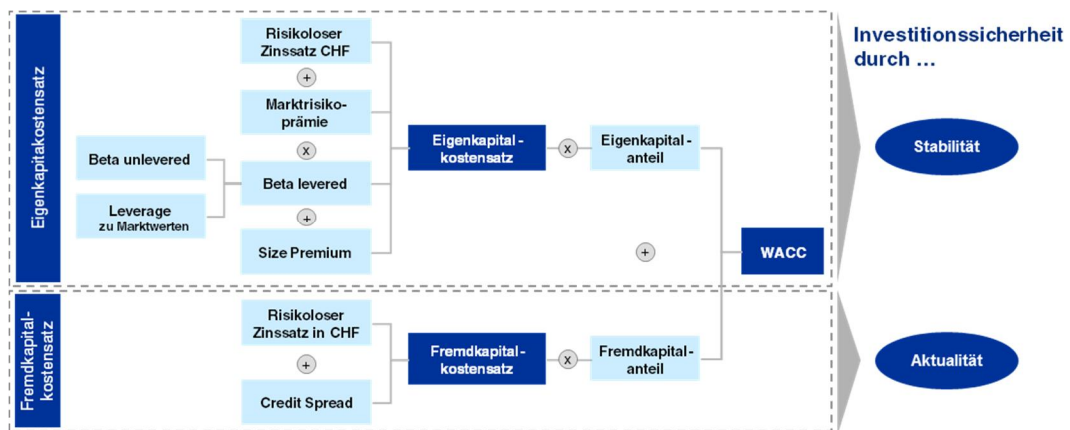 Eigenkapitakostensatz
Risikoloser
Zinssatz CHF
+
Marktrisiko-
prämie
x
Beta unlevered
Beta levered
Leverage
zu Marktwerten
+
Size Premium
Eigenkapital-
kostensatz
x
Eigenkapital-
anteil
+
WACC
Investitionssicherheit
durch ...
Stabilität
Fremdkapital-
kostensatz
Risikoloser
Zinssatz in CHF
+
Credit Spread
Fremdkapital-
kostensatz
x
Fremdkapital-
anteil
Aktualität